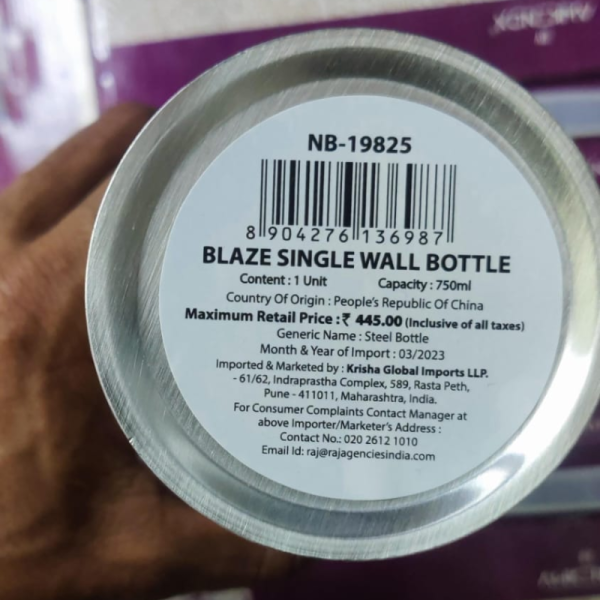 NB-19825
8 904276 136987
BLAZE SINGLE WALL BOTTLE
Content : 1 Unit Capacity : 750ml
Country Of Origin : People's Republic Of China
Maximum Retail Price : ₹ 445.00 (Inclusive of all taxes)
Generic Name : Steel Bottle
Month & Year of Import : 03/2023
Imported & Marketed by : Krisha Global Imports LLP.
- 61/62, Indraprastha Complex, 589, Rasta Peth,
Pune - 411011, Maharashtra, India.
For Consumer Complaints Contact Manager at
above Importer/Marketer's Address :
Contact No.: 020 2612 1010
Email Id: raj@rajagenciesindia.com